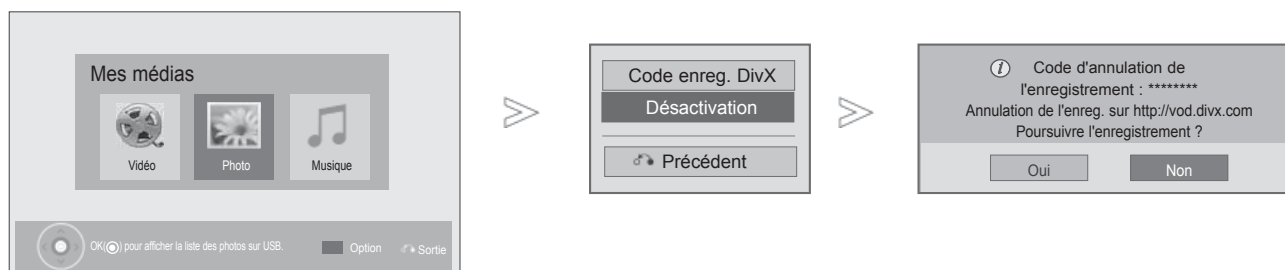 Mes médias
Vidéo Photo Musique
OK(◉) pour afficher la liste des photos sur USB. Option Sortie
Code enreg. DivX
Désactivation
Précédent
Code d'annulation de
l'enregistrement : ********
Annulation de l'enreg. sur http://vod.divx.com
Poursuivre l'enregistrement ?
Oui Non